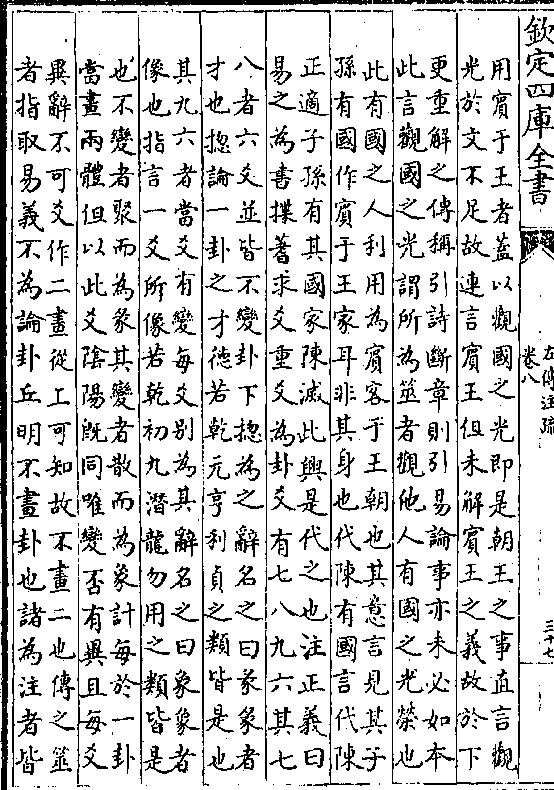 欽定四庫全書
卷八
用賓于王者蓋以觀國之光即是朝王之事直言觀
光於文不足故連言賓王但未解賓王之義故於下
更重解之傳稱引詩斷章則引易論事亦未必如本
此言觀國之光謂所為筮者觀他人有國之光榮也
此有國之人利用為賓客于王朝也其意言見其子
孫有國作賓于王家耳非其身也代陳有國言代陳
正適子孫有其國家陳滅此興是代之也注正義曰
易之為書揲蓍求爻重爻為卦爻有七八九六其七
八者六爻並皆不變卦下揔為之辭名之曰彖彖者
才也揔論一卦之才德若乾元亨利貞之類皆是也
其九六者當爻有變每爻别為其辭名之曰象象者
像也指言一爻所像若乾初九潛龍勿用之類皆是
也不變者聚而為彖其變者散而為象計每於一卦
當畫兩體但以此爻陰陽既同唯變否有異且每爻
異辭不可爻作二畫從上可知故不畫二也傳之筮
者指取易義不為論卦丘明不畫卦也諸為注者皆